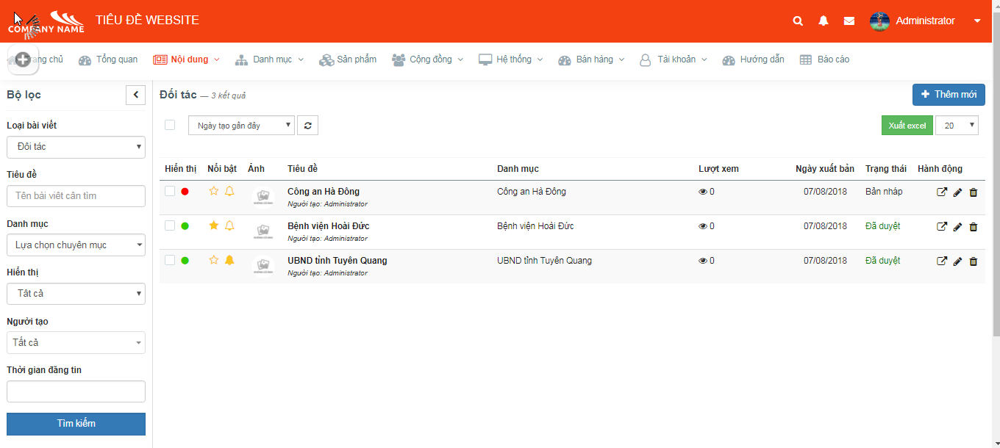 COMPANY NAME TIÊU ĐỀ WEBSITE Administrator
Tổng quan Nội dung Danh mục Sản phẩm Cộng đồng Hệ thống Bán hàng Tài khoản Hướng dẫn Báo cáo
Bộ lọc
Đối tác — 3 kết quả
Thêm mới
Loại bài viết
Ngày tạo gần đây
Xuất excel 20
Đối tác
Tiêu đề
Tên bài viết cần tìm
Danh mục
Lựa chọn chuyên mục
Hiển thị
Tất cả
Người tạo
Tất cả
Thời gian đăng tin
Tìm kiếm
Hiển thị Nổi bật Ảnh Tiêu đề Danh mục Lượt xem Ngày xuất bản Trạng thái Hành động
Công an Hà Đông Công an Hà Đông 0 07/08/2018 Bản nháp
Người tạo: Administrator
Bệnh viện Hoài Đức Bệnh viện Hoài Đức 0 07/08/2018 Đã duyệt
Người tạo: Administrator
UBND tỉnh Tuyên Quang UBND tỉnh Tuyên Quang 0 07/08/2018 Đã duyệt
Người tạo: Administrator